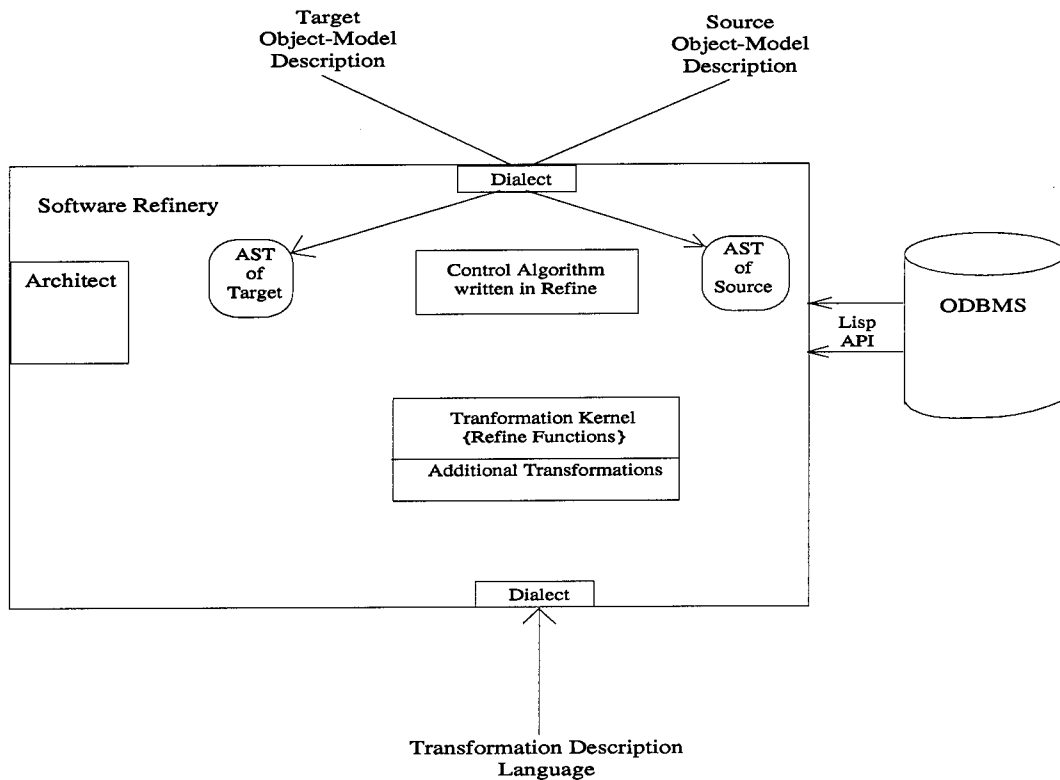 Target
Object-Model
Description
Source
Object-Model
Description
Dialect
Software Refinery
Architect
AST
of
Target
Control Algorithm
written in Refine
AST
of
Source
Lisp
API
ODBMS
Tranformation Kernel
{Refine Functions}
Additional Transformations
Dialect
Transformation Description
Language